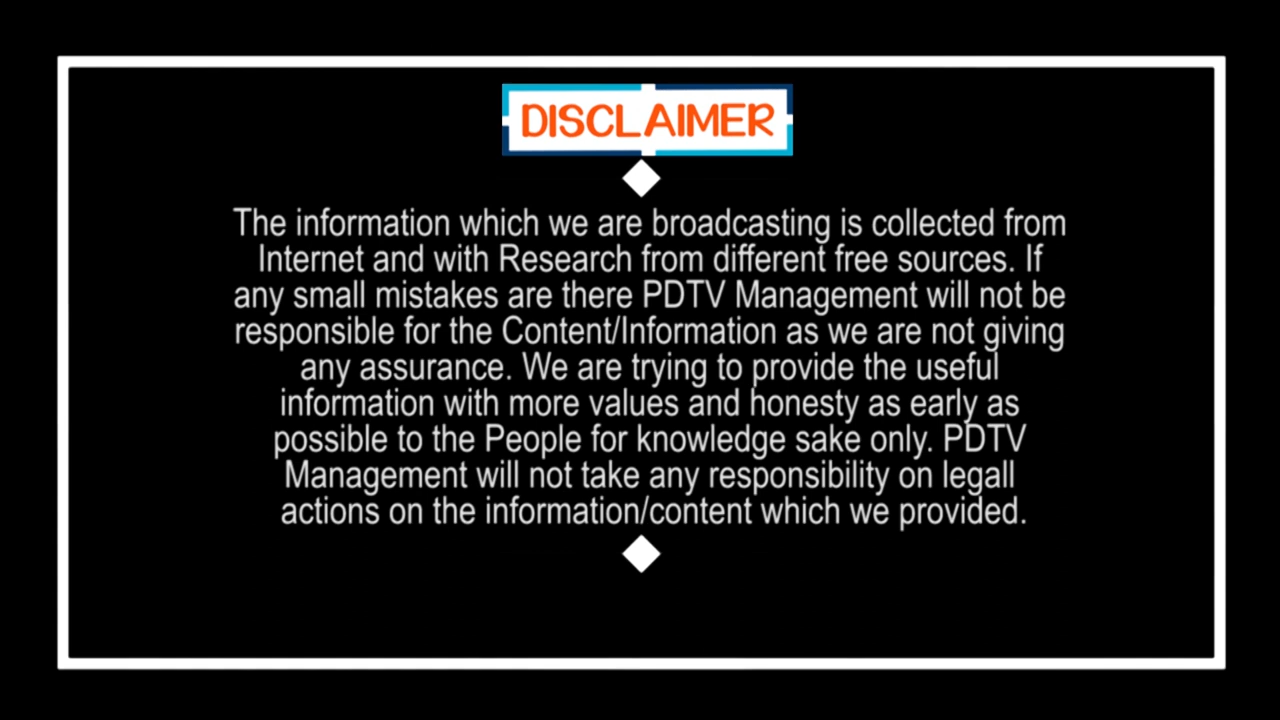 DISCLAIMER
The information which we are broadcasting is collected from
Internet and with Research from different free sources. If
any small mistakes are there PDTV Management will not be
responsible for the Content/Information as we are not giving
any assurance. We are trying to provide the useful
information with more values and honesty as early as
possible to the People for knowledge sake only. PDTV
Management will not take any responsibility on legall
actions on the information/content which we provided.